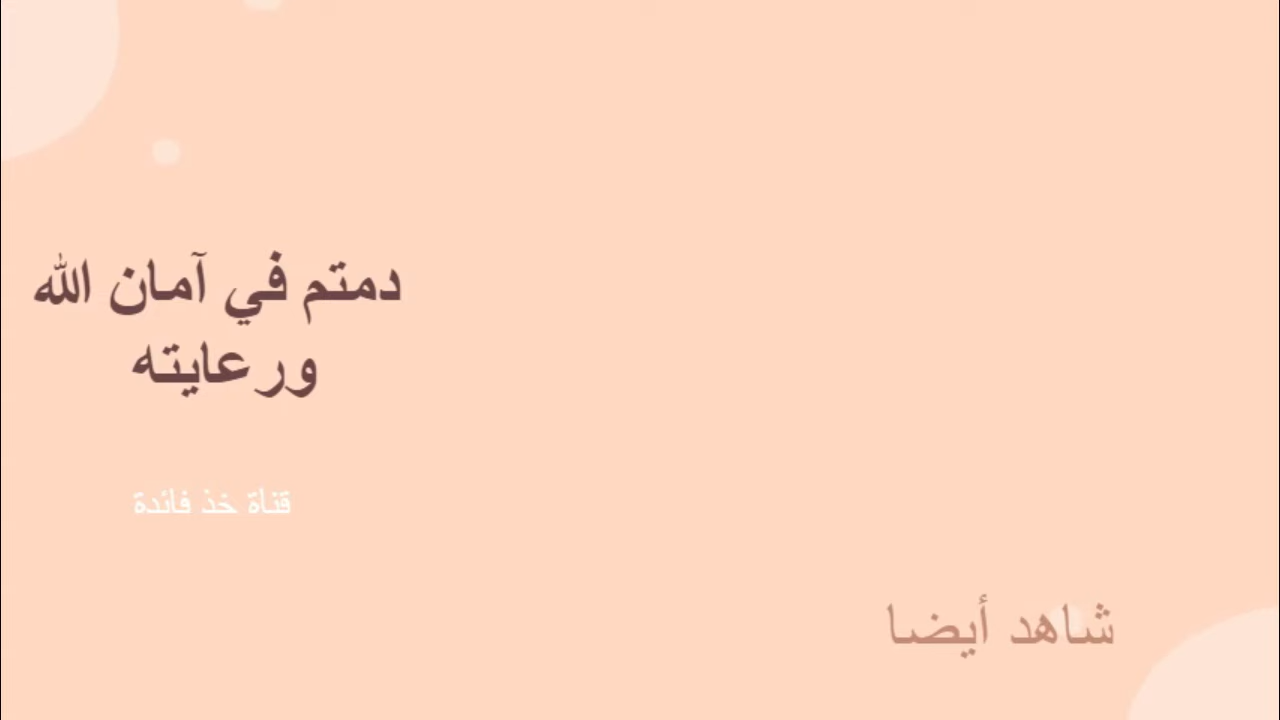 دمتم في آمان الله
ورعايته
قناة خذ فائدة
شاهد أيضا